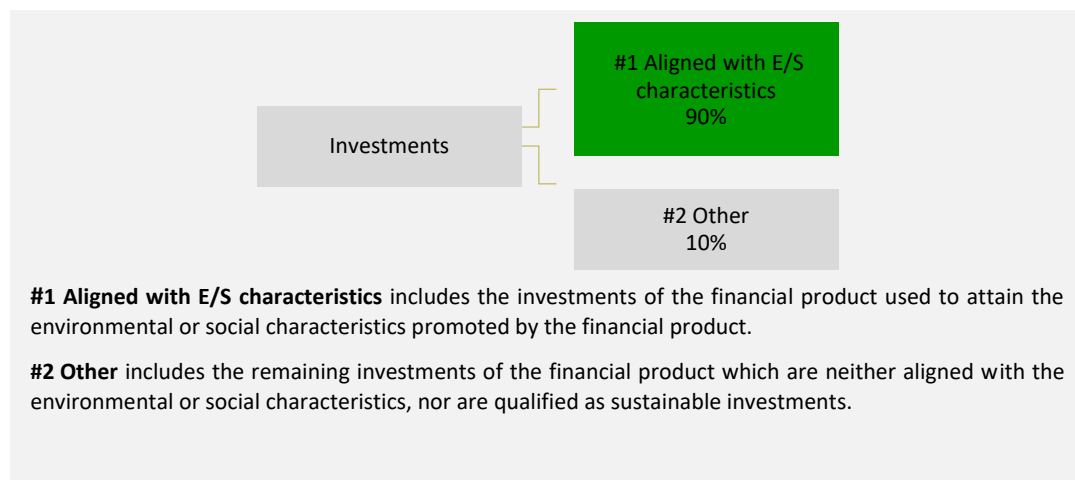 #1 Aligned with E/S
characteristics
90%
Investments
#2 Other
10%
#1 Aligned with E/S characteristics includes the investments of the financial product used to attain the
environmental or social characteristics promoted by the financial product.
#2 Other includes the remaining investments of the financial product which are neither aligned with the
environmental or social characteristics, nor are qualified as sustainable investments.